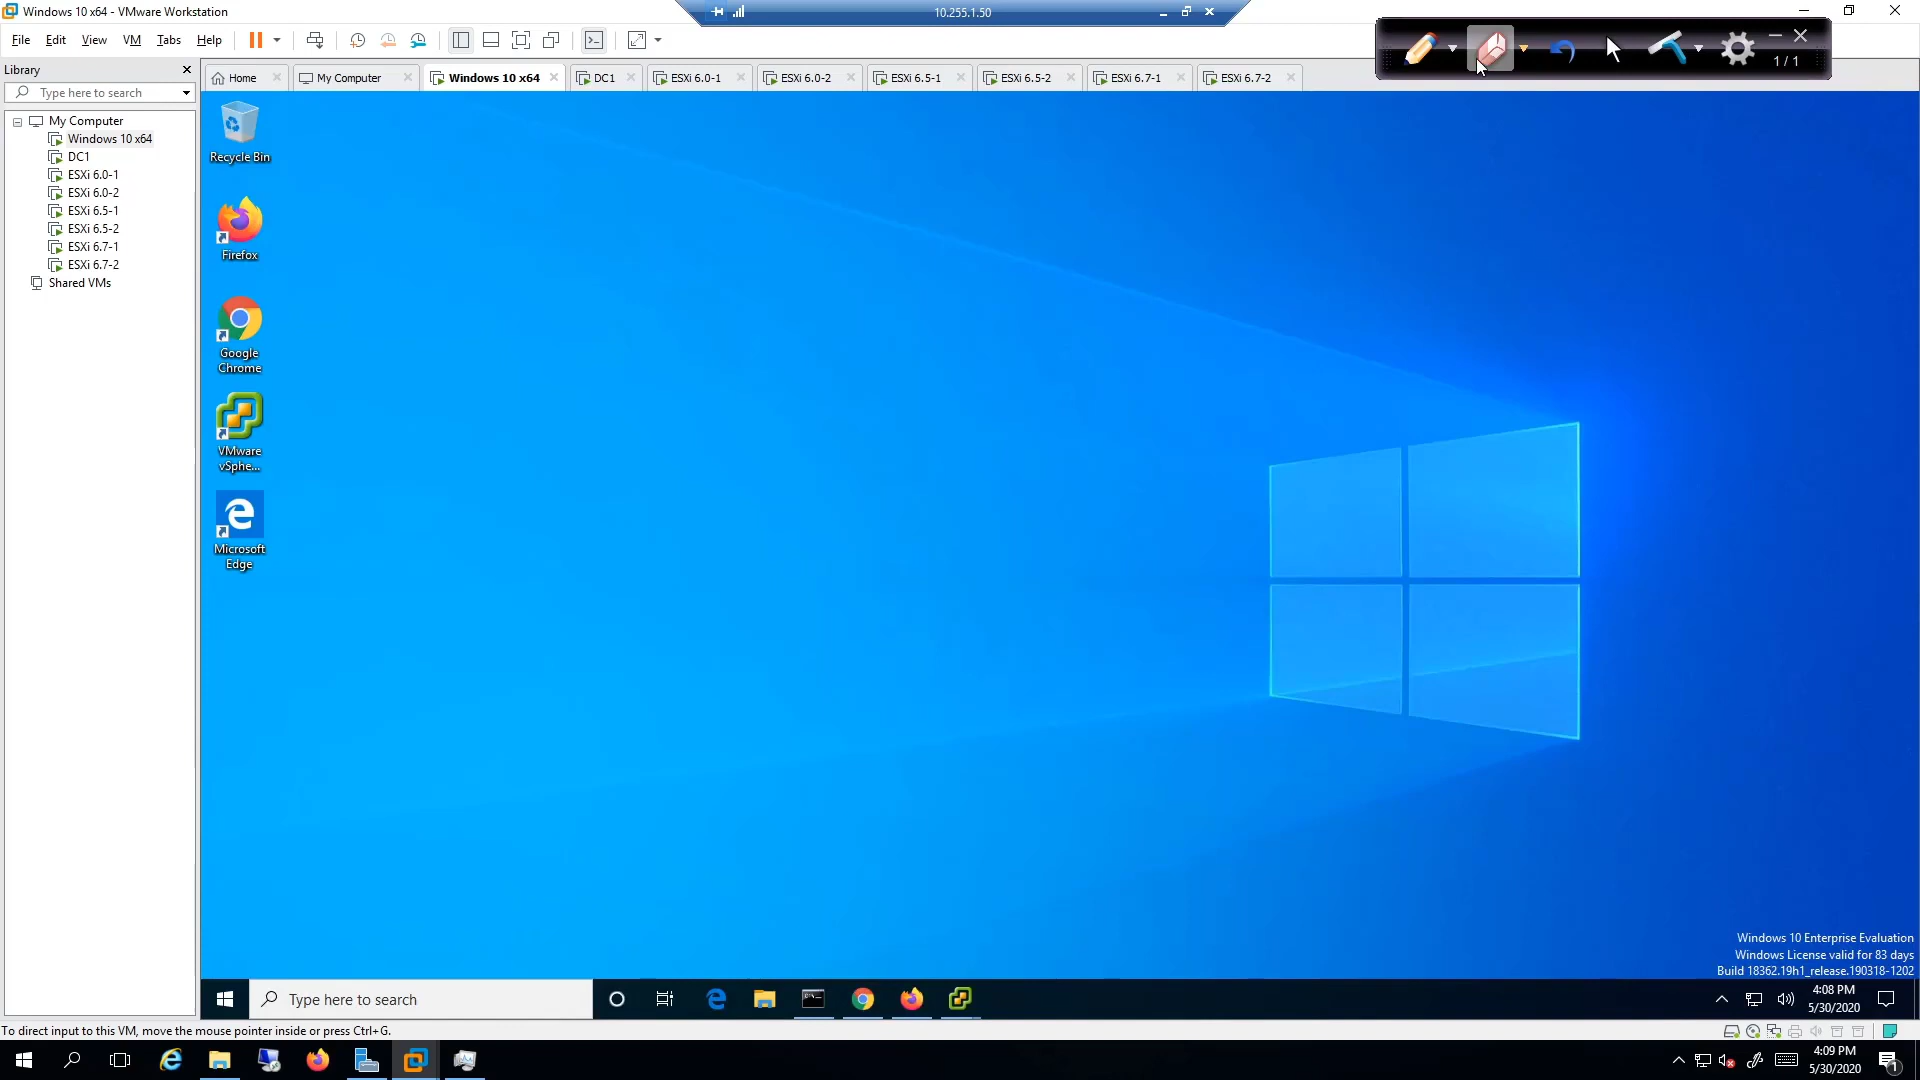 Windows 10 x64 - VMware Workstation
10.255.1.50
File Edit View VM Tabs Help
1 / 1
Library
Type here to search
Home
My Computer
Windows 10 x64
DC1
ESXi 6.0-1
ESXi 6.0-2
ESXi 6.5-1
ESXi 6.5-2
ESXi 6.7-1
ESXi 6.7-2
My Computer
Windows 10 x64
DC1
ESXi 6.0-1
ESXi 6.0-2
ESXi 6.5-1
ESXi 6.5-2
ESXi 6.7-1
ESXi 6.7-2
Shared VMs
Recycle Bin
Firefox
Google
Chrome
VMware
vSphe...
Microsoft
Edge
Windows 10 Enterprise Evaluation
Windows License valid for 83 days
Build 18362.19h1_release.190318-1202
Type here to search
4:08 PM
5/30/2020
To direct input to this VM, move the mouse pointer inside or press Ctrl+G.
4:09 PM
5/30/2020
1